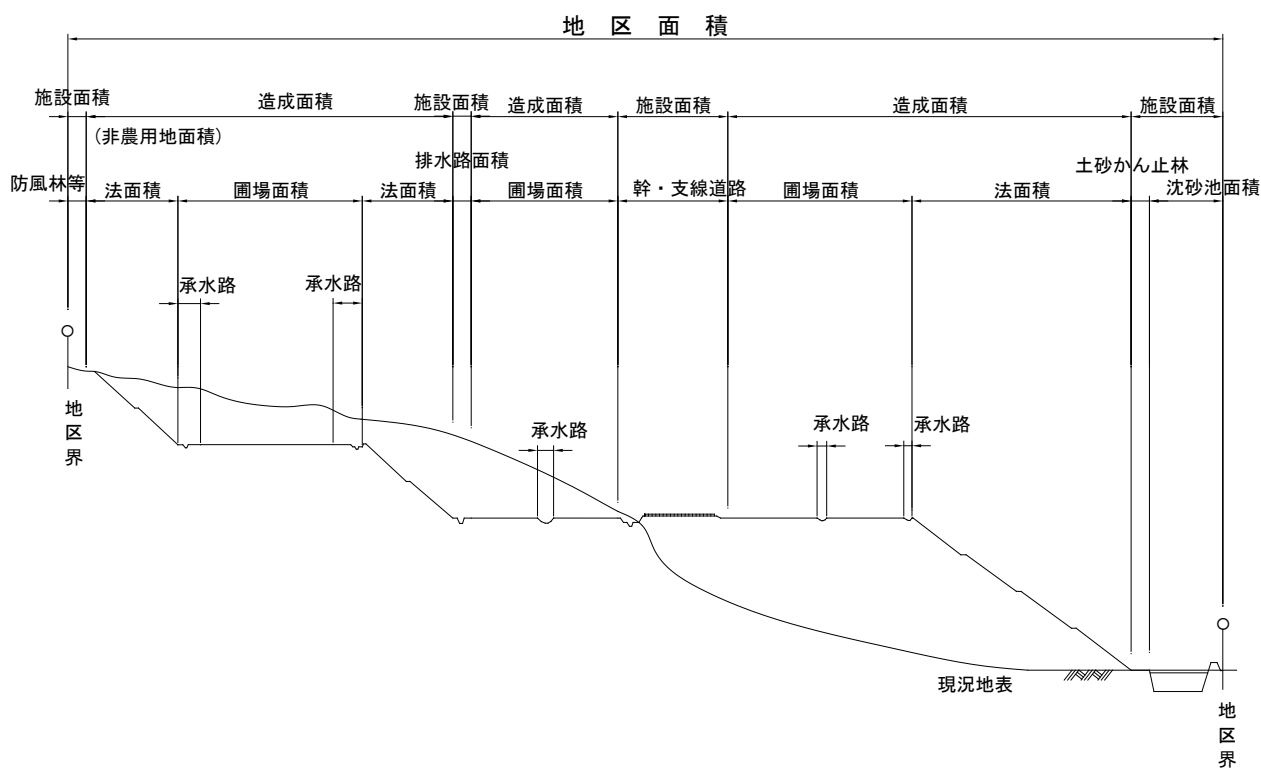 地区面積
施設面積
造成面積
施設面積
造成面積
施設面積
造成面積
施設面積
(非農用地面積)
排水路面積
土砂かん止林
防風林等
法面積
圃場面積
法面積
圃場面積
幹・支線道路
圃場面積
法面積
沈砂池面積
承水路
承水路
地区界
承水路
承水路
承水路
現況地表
地区界